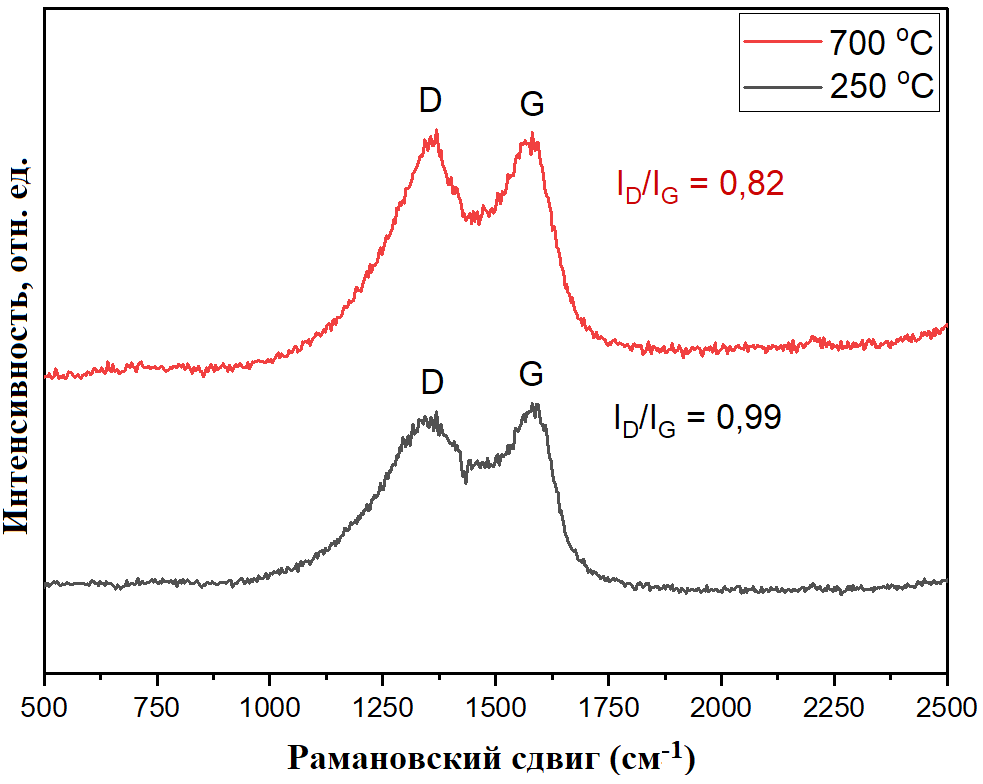 700 °C
250 °C
D
G
I_D/I_G = 0,82
D
G
I_D/I_G = 0,99
Интенсивность, отн. ед.
500 750 1000 1250 1500 1750 2000 2250 2500
Рамановский сдвиг (см⁻¹)